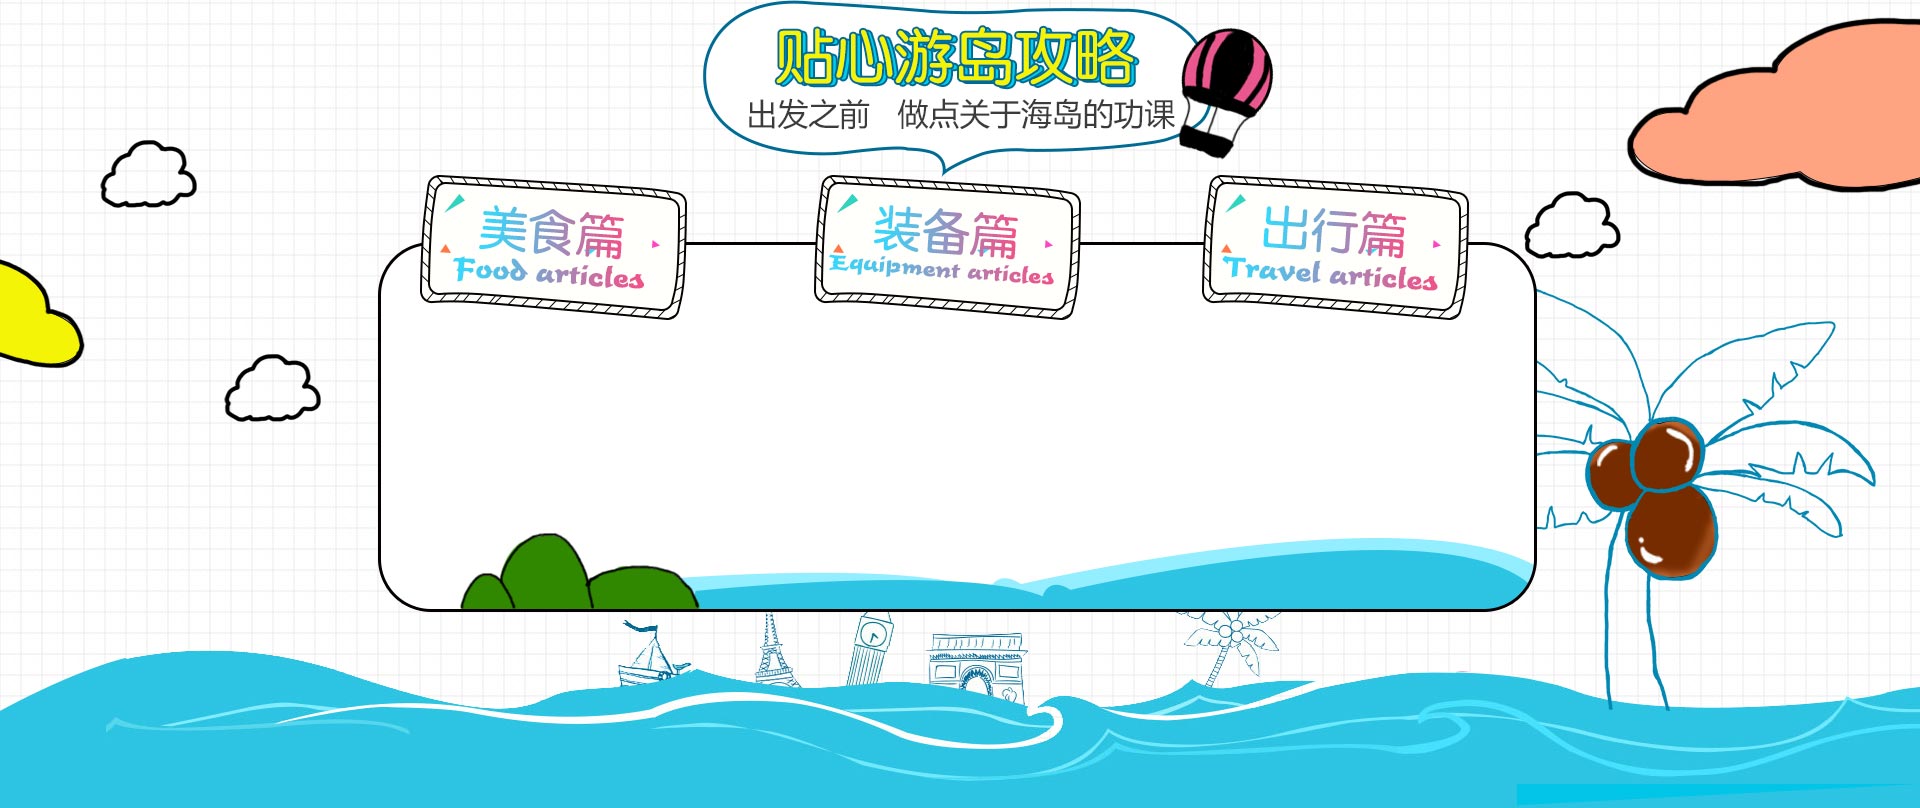 贴心游岛攻略
出发之前 做点关于海岛的功课
美食篇
Food articles
装备篇
Equipment articles
出行篇
Travel articles